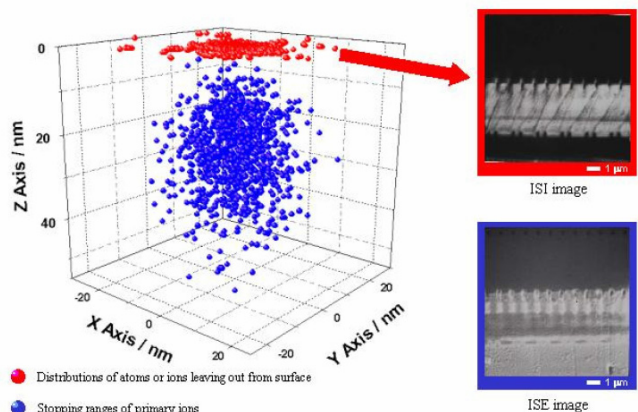 0
20
40
Z Axis / nm
-20
0
20
X Axis / nm
-20
0
20
Y Axis / nm
Distributions of atoms or ions leaving out from surface
Stopping ranges of primary ions
1 μm
ISI image
1 μm
ISE image